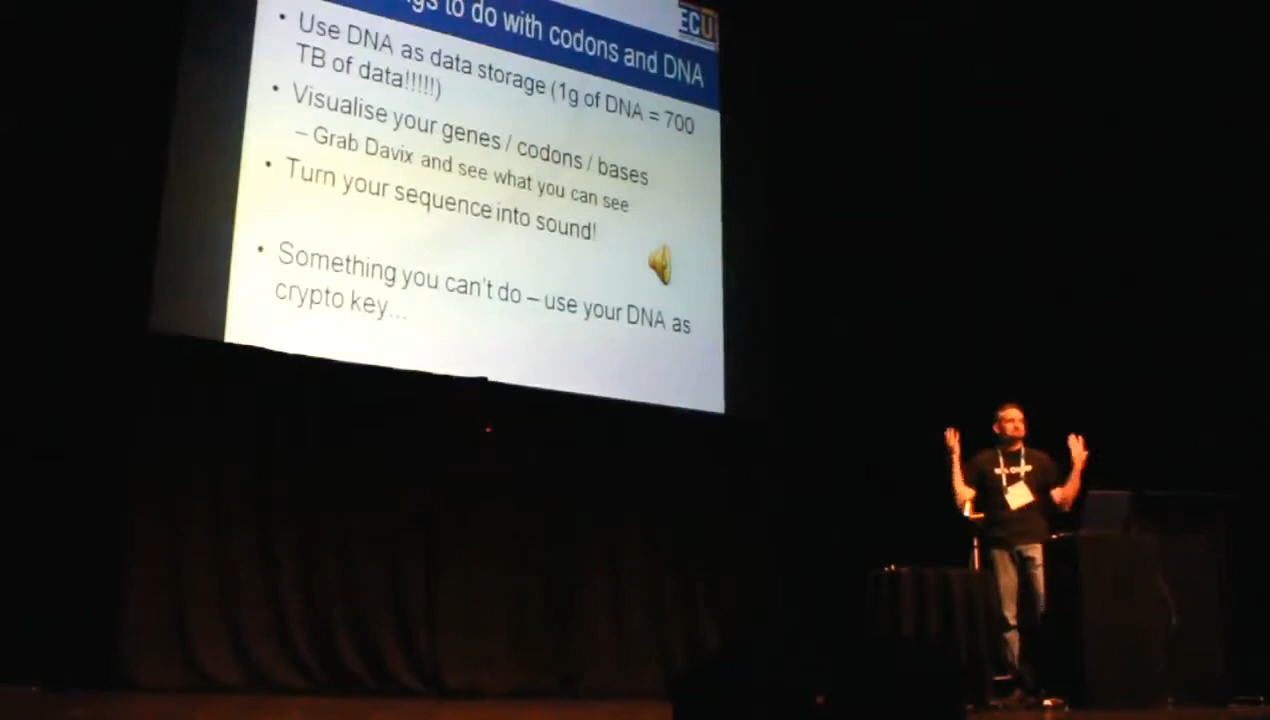 to do with codons and DNA
ECU
• Use DNA as data storage (1g of DNA = 700
TB of data!!!!!)
• Visualise your genes / codons / bases
– Grab Davix and see what you can see
• Turn your sequence into sound!
• Something you can't do – use your DNA as
crypto key...